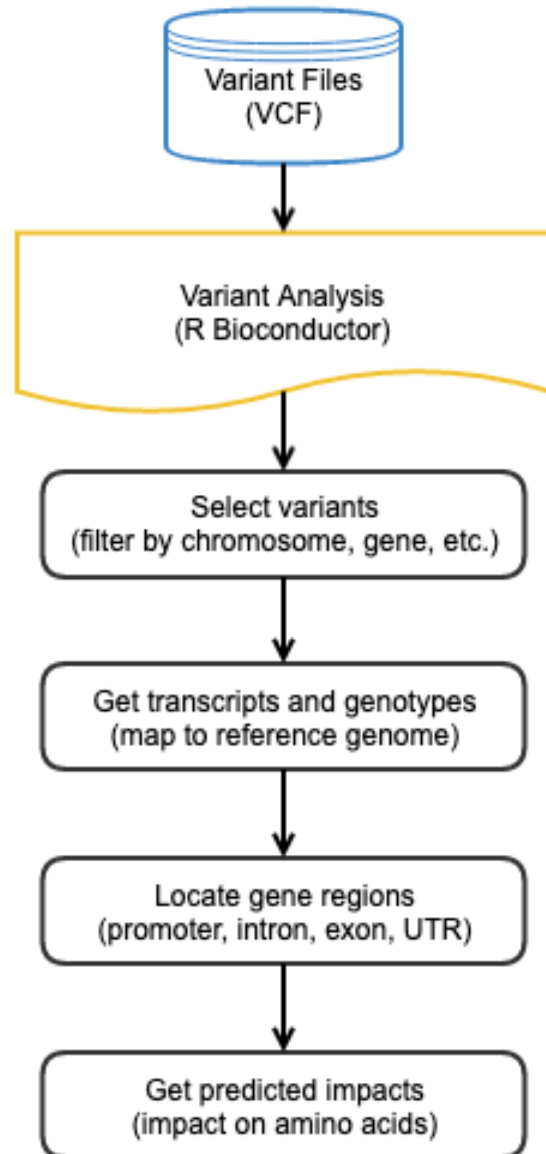 Variant Files
(VCF)
Variant Analysis
(R Bioconductor)
Select variants
(filter by chromosome, gene, etc.)
Get transcripts and genotypes
(map to reference genome)
Locate gene regions
(promoter, intron, exon, UTR)
Get predicted impacts
(impact on amino acids)